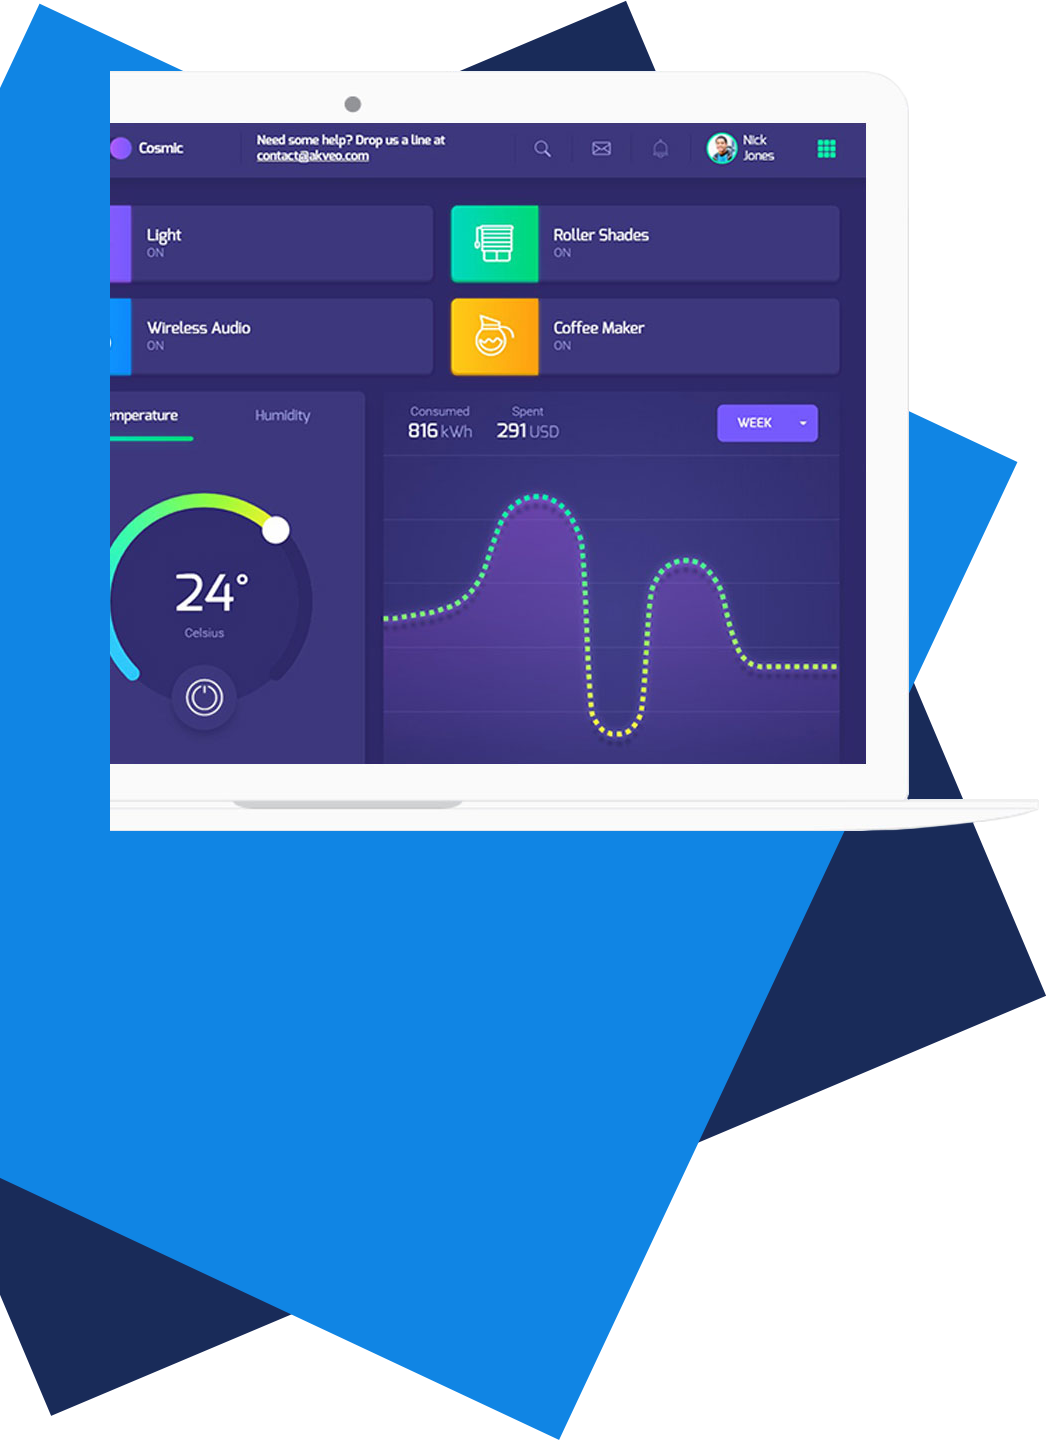 Cosmic
Need some help? Drop us a line at
contact@akveo.com
Nick
Jones
Light
ON
Roller Shades
ON
Wireless Audio
ON
Coffee Maker
ON
emperature
Humidity
Consumed
Spent
816 kWh
291 USD
WEEK
24°
Celsius